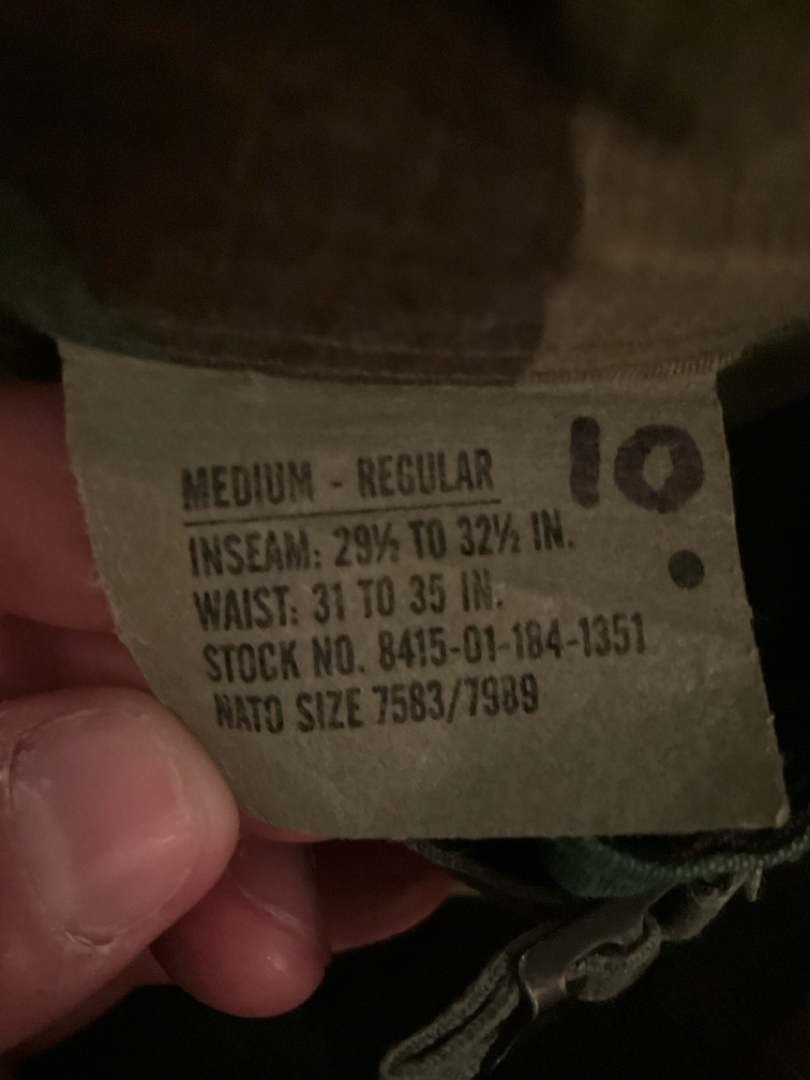 10
MEDIUM - REGULAR
INSEAM: 29½ TO 32½ IN.
WAIST: 31 TO 35 IN.
STOCK NO. 8415-01-184-1351
NATO SIZE 7583/7989